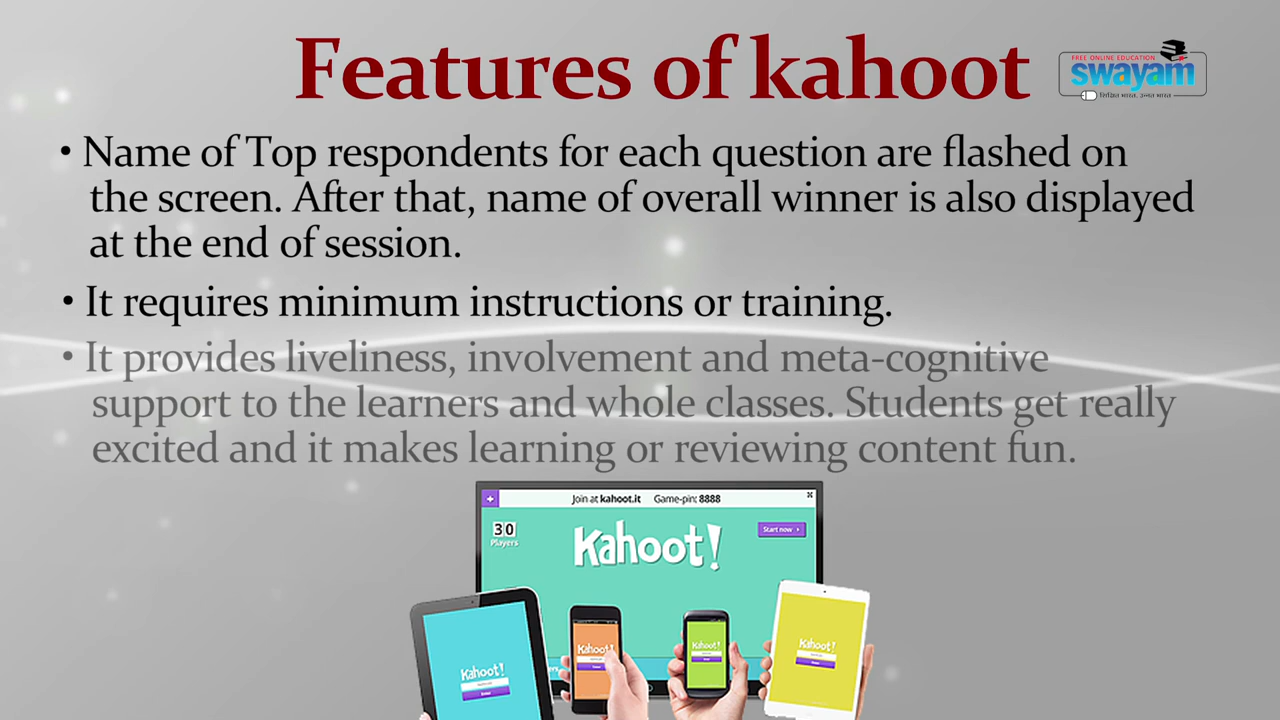 Features of kahoot
FREE ONLINE EDUCATION
swayam
शिक्षित भारत, उन्नत भारत
• Name of Top respondents for each question are flashed on
the screen. After that, name of overall winner is also displayed
at the end of session.
• It requires minimum instructions or training.
• It provides liveliness, involvement and meta-cognitive
support to the learners and whole classes. Students get really
excited and it makes learning or reviewing content fun.
Join at kahoot.it Game-pin: 8888
30
Players
Kahoot!
Start now
Kahoot!
Kahoot!
Kahoot!
Kahoot!